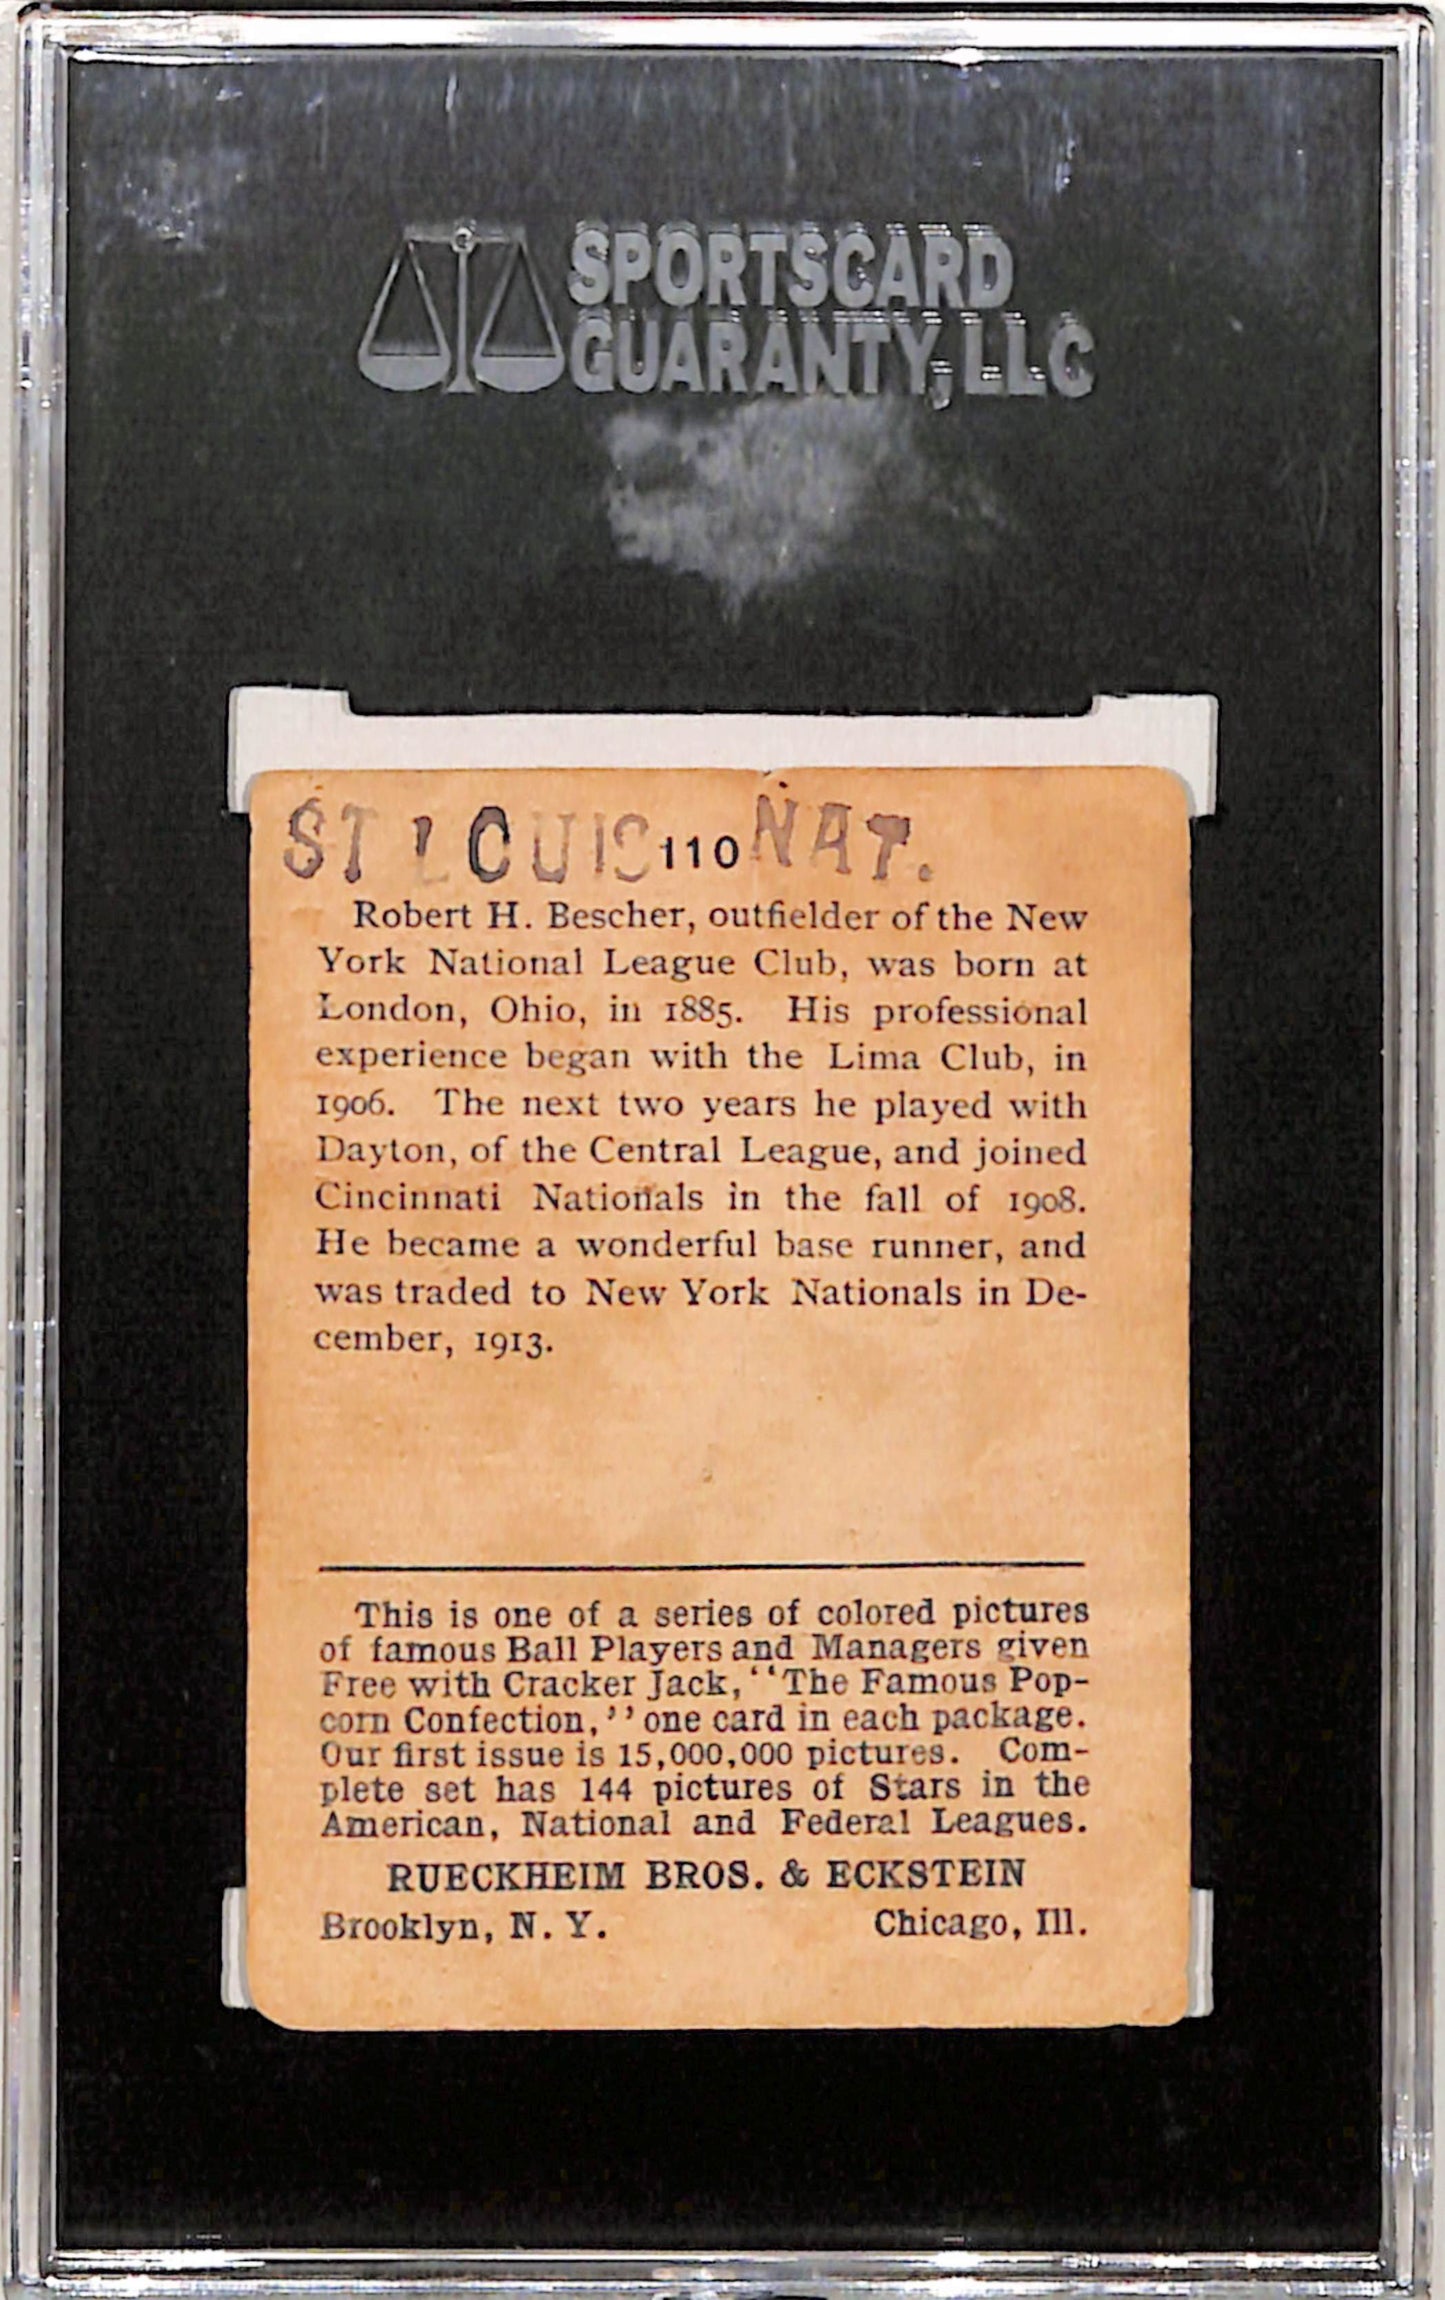 SPORTSCARD
GUARANTY, LLC
ST LOUIS 110 NAT.
Robert H. Bescher, outfielder of the New
York National League Club, was born at
London, Ohio, in 1885. His professional
experience began with the Lima Club, in
1906. The next two years he played with
Dayton, of the Central League, and joined
Cincinnati Nationals in the fall of 1908.
He became a wonderful base runner, and
was traded to New York Nationals in De-
cember, 1913.
This is one of a series of colored pictures
of famous Ball Players and Managers given
Free with Cracker Jack, "The Famous Pop-
corn Confection," one card in each package.
Our first issue is 15,000,000 pictures. Com-
plete set has 144 pictures of Stars in the
American, National and Federal Leagues.
RUECKHEIM BROS. & ECKSTEIN
Brooklyn, N. Y. Chicago, Ill.